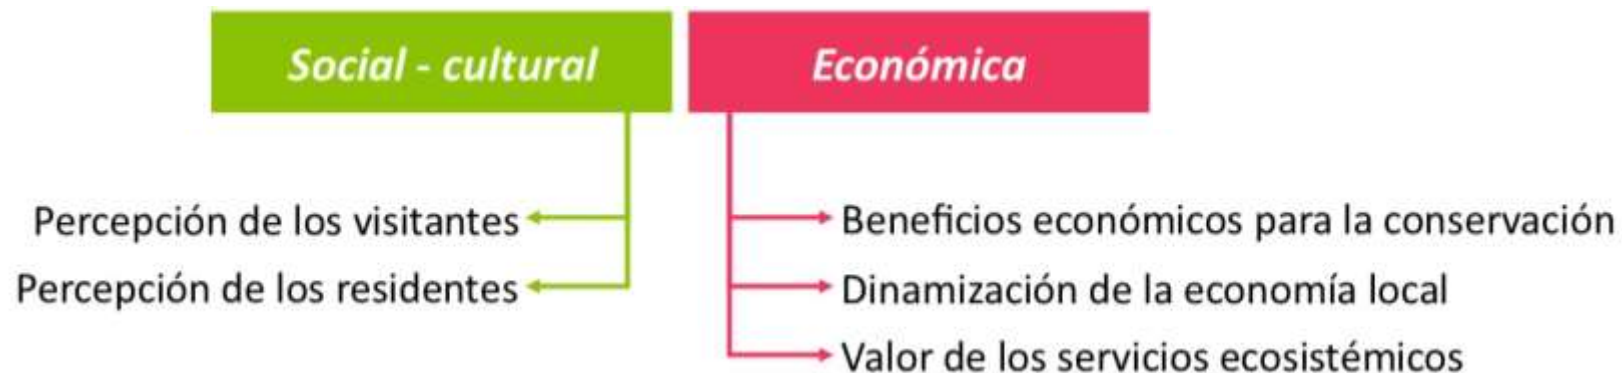 Social - cultural
Económica
Percepción de los visitantes
Percepción de los residentes
Beneficios económicos para la conservación
Dinamización de la economía local
Valor de los servicios ecosistémicos